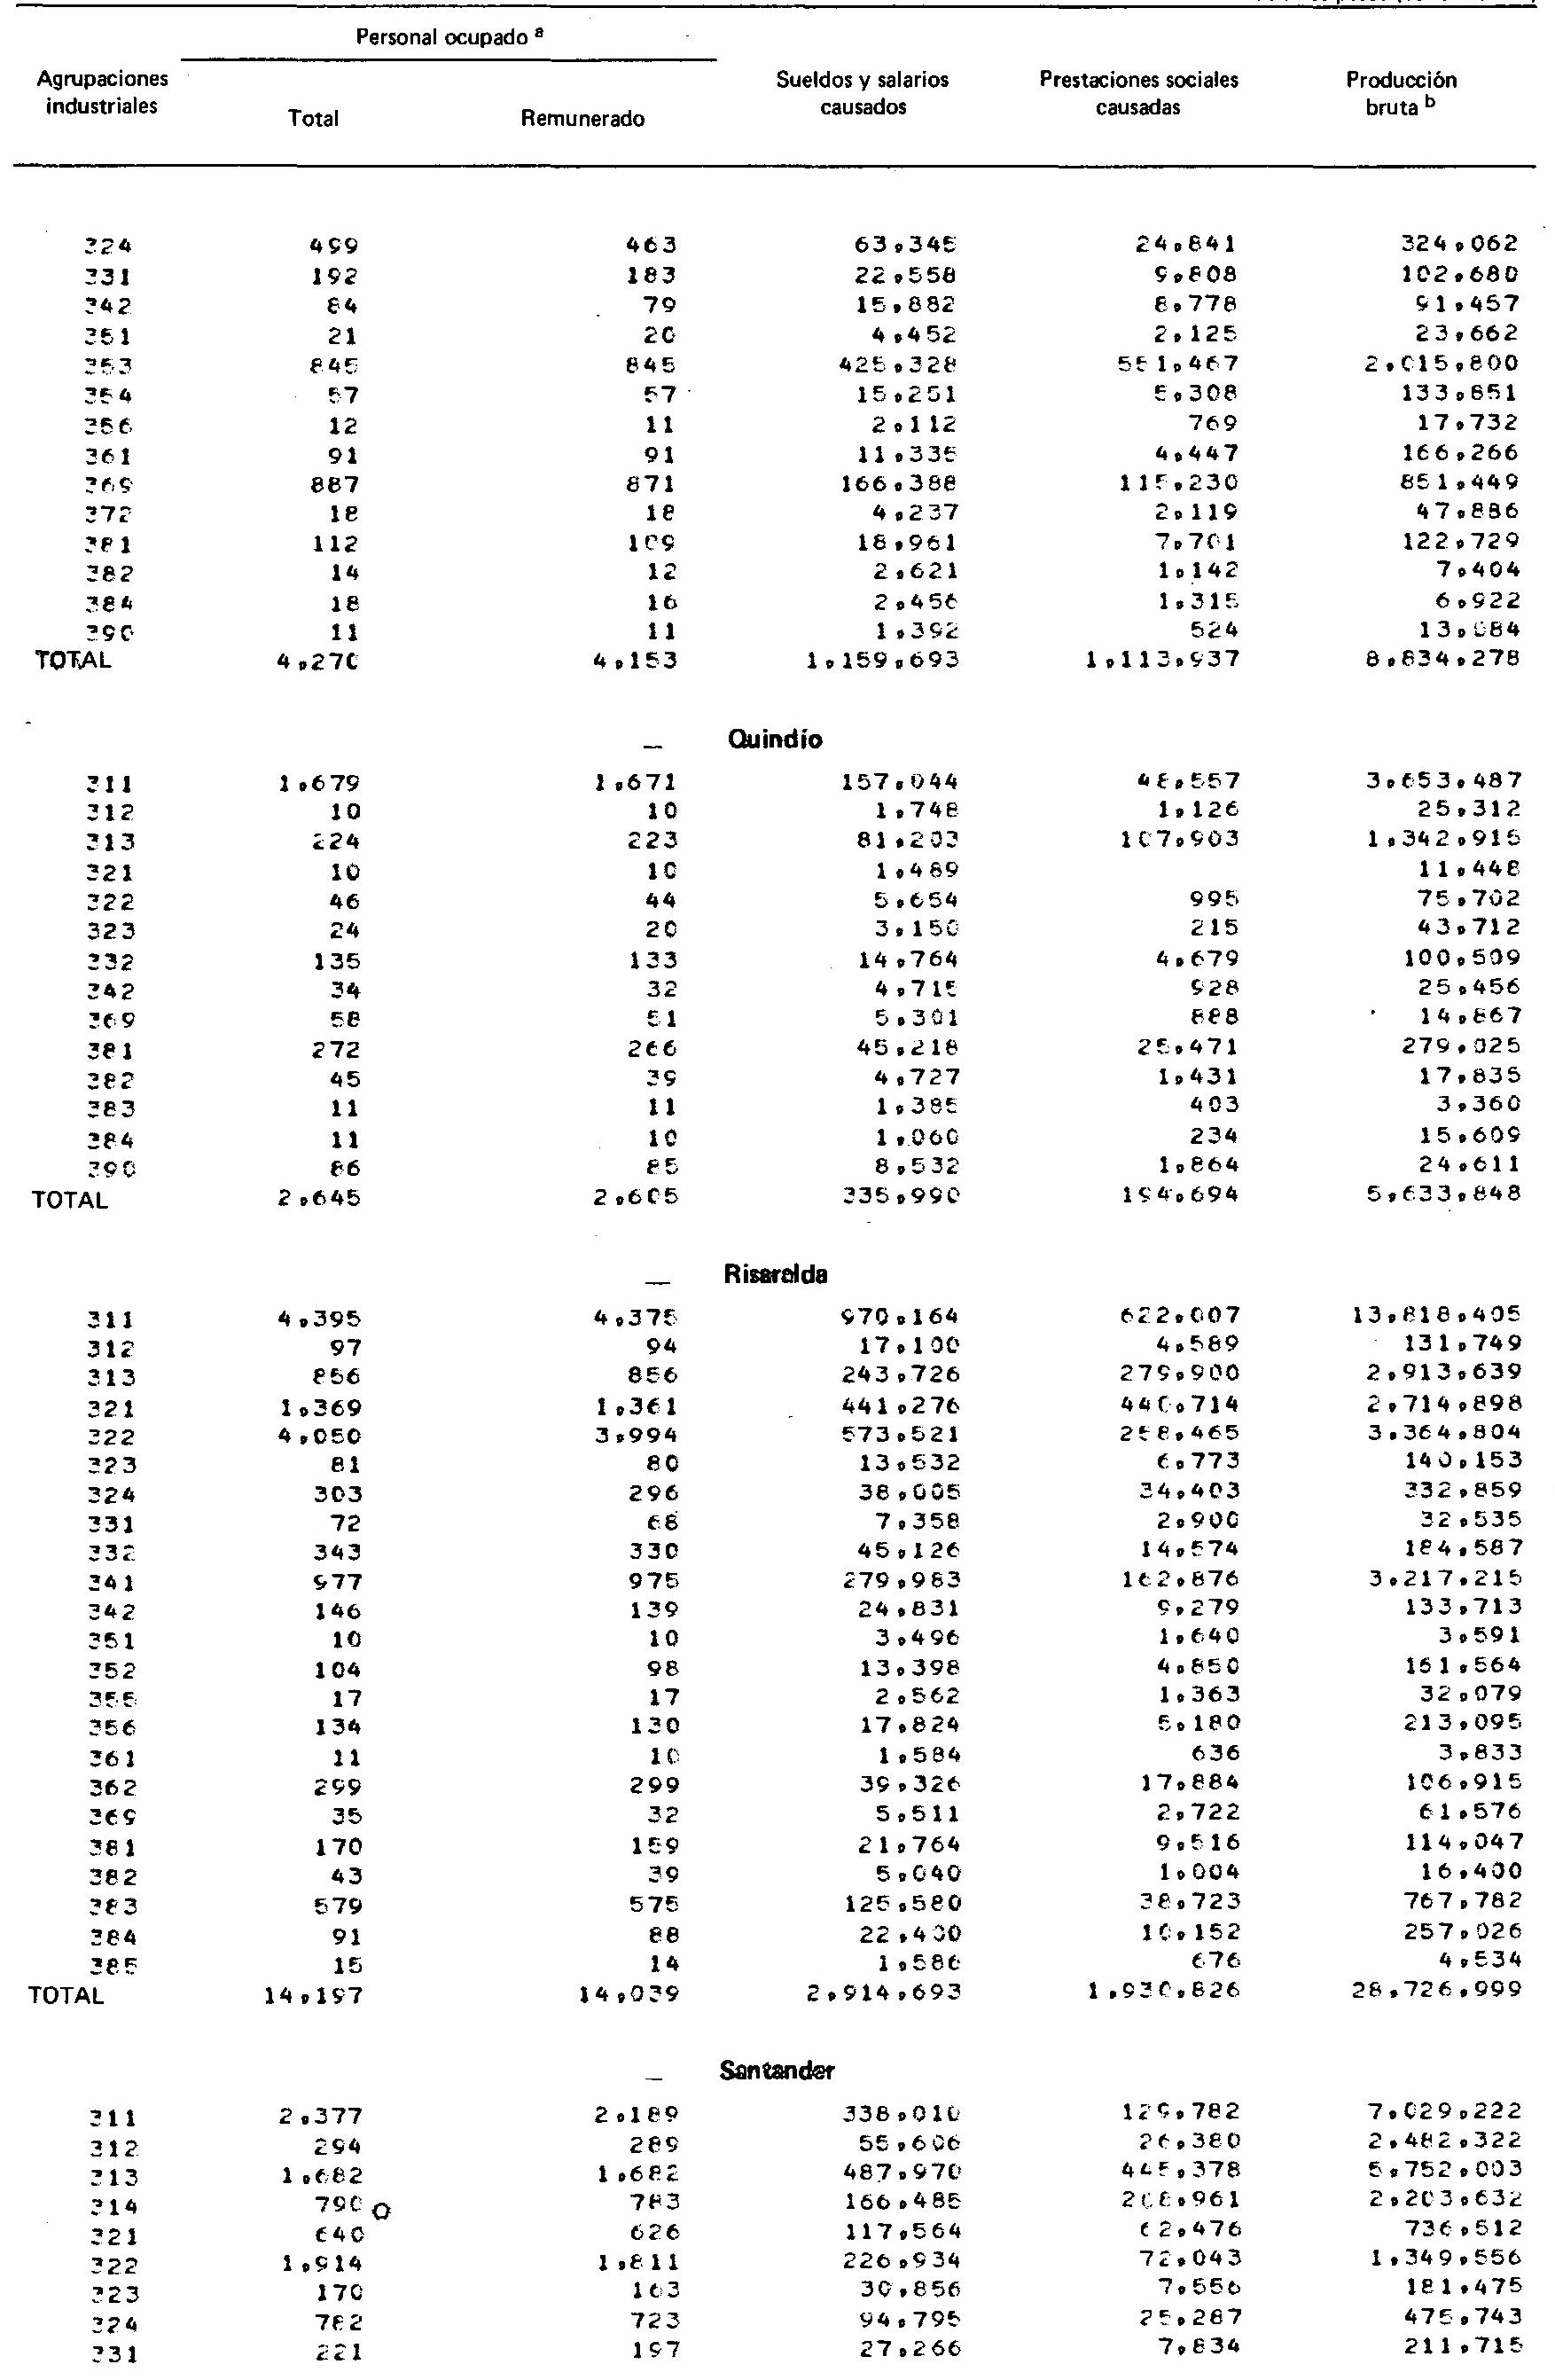 Personal ocupado a
Agrupaciones industriales Total Remunerado Sueldos y salarios causados Prestaciones sociales causadas Producción bruta b
324 499 463 63,345 24,841 324,062
331 192 183 22,558 9,808 102,680
342 84 79 15,882 8,778 91,457
351 21 20 4,452 2,125 23,662
353 845 845 425,328 551,467 2,015,800
354 57 57 15,251 5,308 133,851
356 12 11 2,112 769 17,732
361 91 91 11,335 4,447 166,266
369 887 871 166,388 115,230 851,449
372 18 18 4,237 2,119 47,886
381 112 109 18,961 7,701 122,729
382 14 12 2,621 1,142 7,404
384 18 16 2,456 1,315 6,922
390 11 11 1,392 524 13,084
TOTAL 4,270 4,153 1,159,693 1,113,937 8,834,278
— Quindío
311 1,679 1,671 157,044 48,557 3,653,487
312 10 10 1,748 1,126 25,312
313 224 223 81,203 107,903 1,342,915
321 10 10 1,489 11,448
322 46 44 5,654 995 75,702
323 24 20 3,150 215 43,712
332 135 133 14,764 4,679 100,509
342 34 32 4,715 928 25,456
369 58 51 5,301 888 14,867
381 272 266 45,218 25,471 279,025
382 45 39 4,727 1,431 17,835
383 11 11 1,385 403 3,360
384 11 10 1,060 234 15,609
390 86 85 8,532 1,864 24,611
TOTAL 2,645 2,605 335,990 194,694 5,633,848
— Risaralda
311 4,395 4,375 970,164 622,007 13,818,405
312 97 94 17,100 4,589 131,749
313 856 856 243,726 279,900 2,913,639
321 1,369 1,361 441,276 440,714 2,714,898
322 4,050 3,994 573,521 258,465 3,364,804
323 81 80 13,532 6,773 140,153
324 303 296 38,005 34,403 332,859
331 72 68 7,358 2,900 32,535
332 343 330 45,126 14,574 184,587
341 977 975 279,983 162,876 3,217,215
342 146 139 24,831 9,279 133,713
351 10 10 3,496 1,640 3,591
352 104 98 13,398 4,850 151,564
355 17 17 2,562 1,363 32,079
356 134 130 17,824 5,180 213,095
361 11 10 1,584 636 3,833
362 299 299 39,326 17,884 106,915
369 35 32 5,511 2,722 61,576
381 170 159 21,764 9,516 114,047
382 43 39 5,040 1,004 16,400
383 579 575 125,580 38,723 767,782
384 91 88 22,400 10,152 257,026
385 15 14 1,586 676 4,534
TOTAL 14,197 14,039 2,914,693 1,930,826 28,726,999
— Santander
311 2,377 2,189 338,010 129,782 7,029,222
312 294 289 55,606 26,380 2,482,322
313 1,682 1,682 487,970 445,378 5,752,003
314 790 783 166,485 208,961 2,203,632
321 640 626 117,564 62,476 736,512
322 1,914 1,811 226,934 72,043 1,349,556
323 170 163 30,856 7,556 181,475
324 782 723 94,795 25,287 475,743
331 221 197 27,266 7,834 211,715